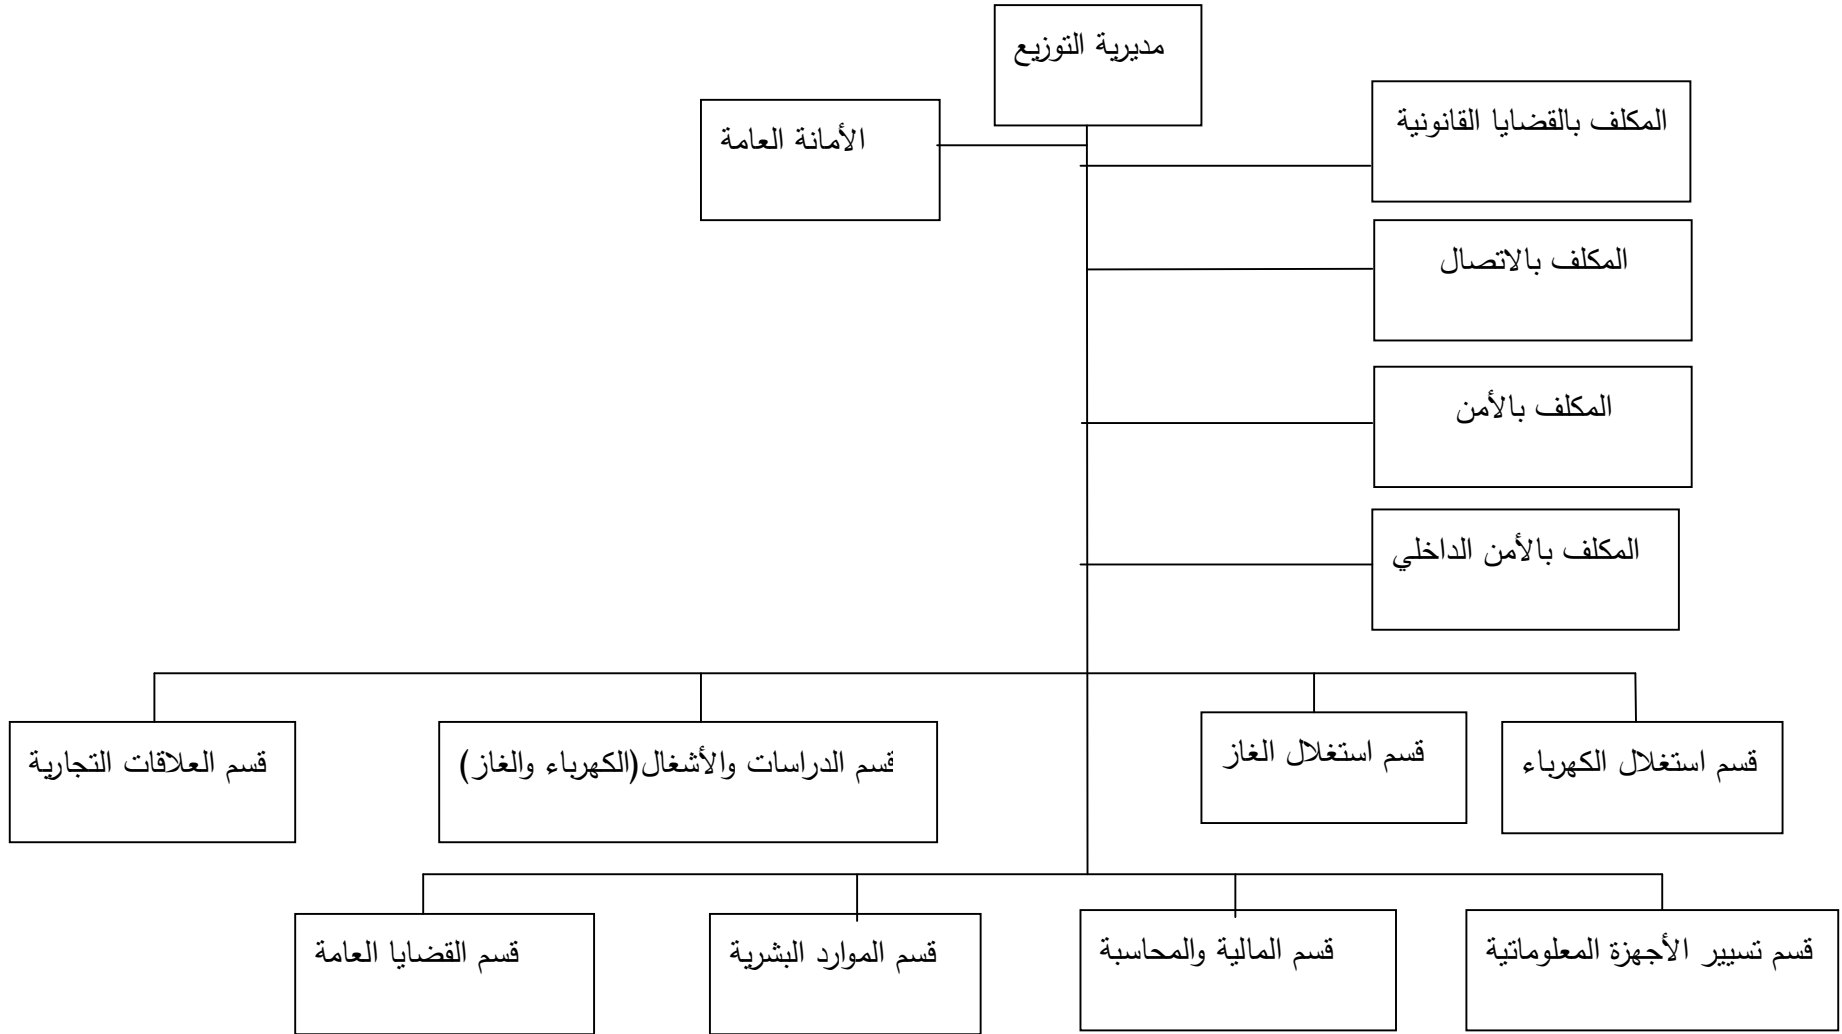 مديرية التوزيع
المكلف بالقضايا القانونية
الأمانة العامة
المكلف بالاتصال
المكلف بالأمن
المكلف بالأمن الداخلي
قسم استغلال الكهرباء
قسم استغلال الغاز
قسم الدراسات والأشغال(الكهرباء والغاز)
قسم العلاقات التجارية
قسم تسيير الأجهزة المعلوماتية
قسم المالية والمحاسبة
قسم الموارد البشرية
قسم القضايا العامة